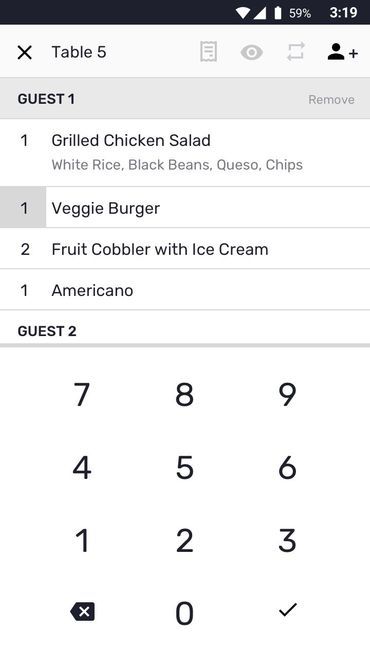 59% 3:19
Table 5
GUEST 1 Remove
1 Grilled Chicken Salad
White Rice, Black Beans, Queso, Chips
1 Veggie Burger
2 Fruit Cobbler with Ice Cream
1 Americano
GUEST 2
7 8 9
4 5 6
1 2 3
0